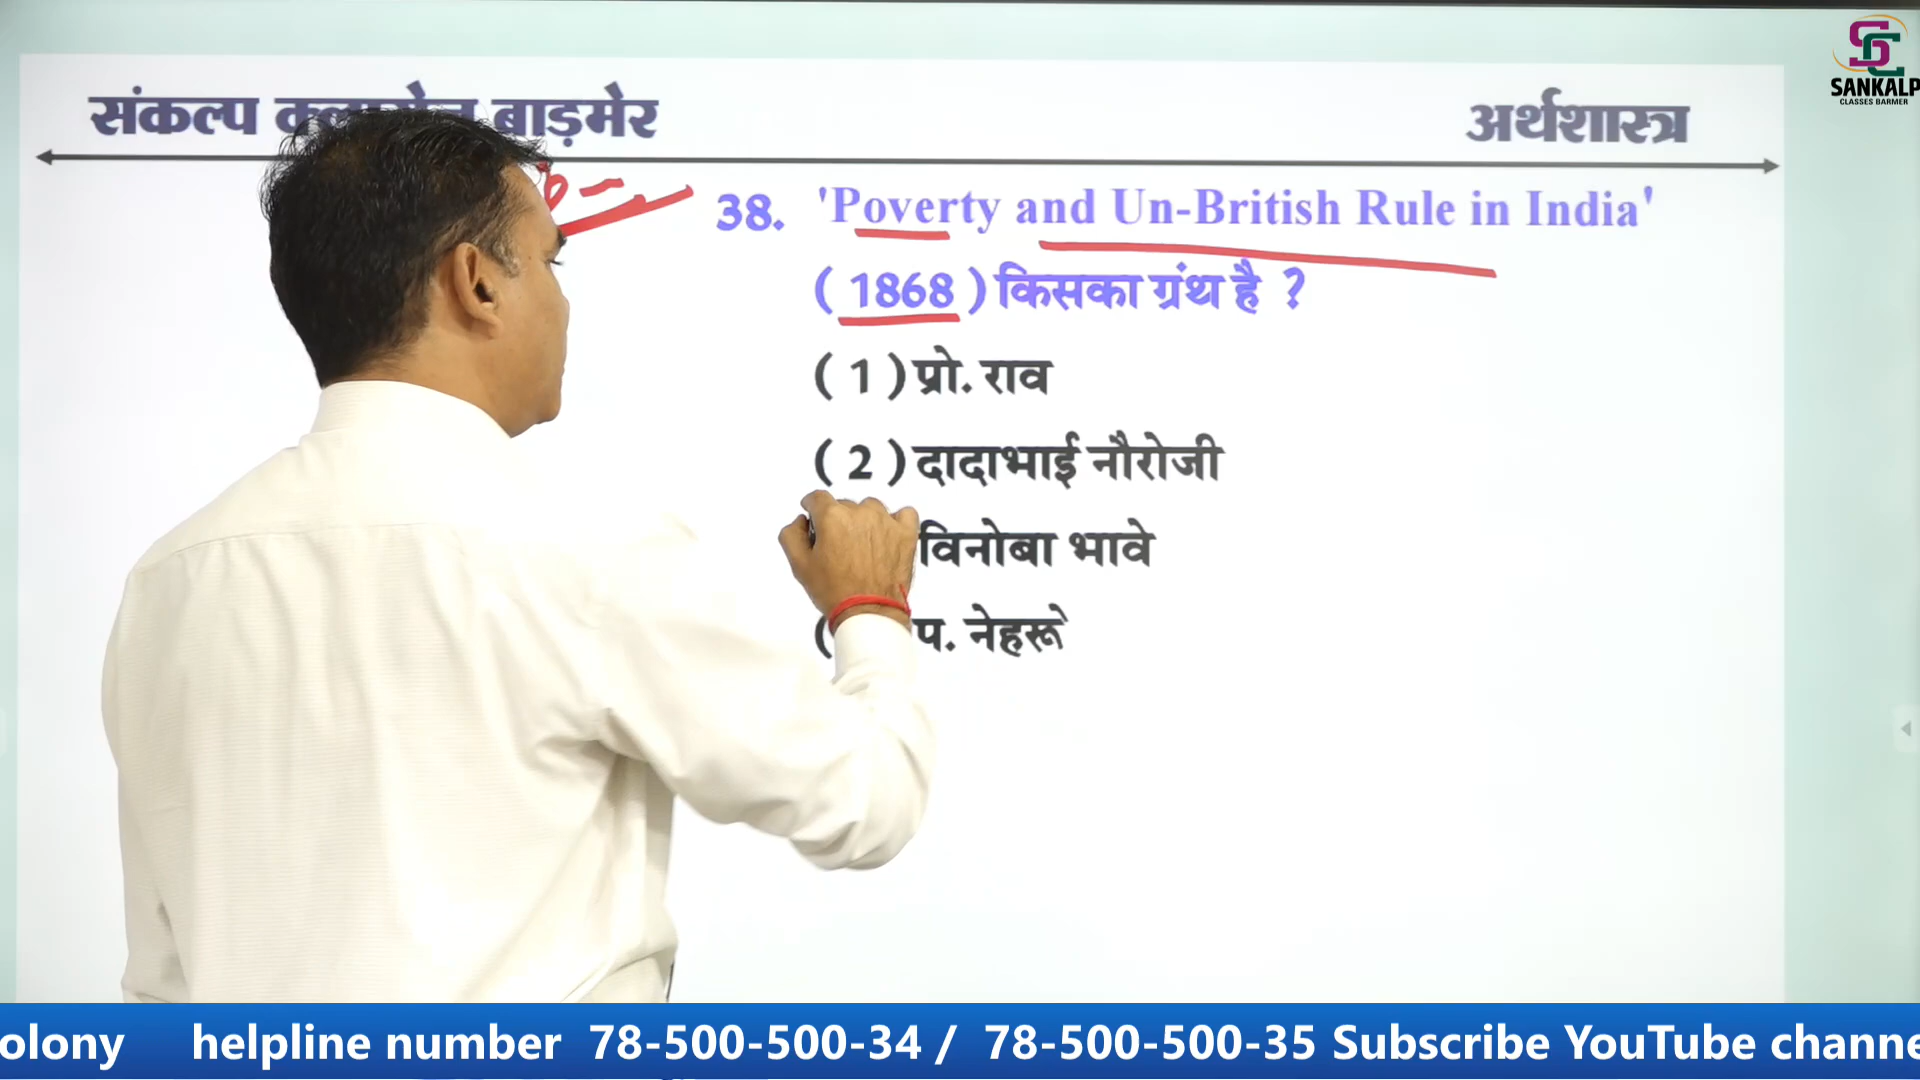 SANKALP
CLASSES BARMER
संकल्प बाड़मेर
अर्थशास्त्र
38. 'Poverty and Un-British Rule in India'
( 1868 ) किसका ग्रंथ है ?
( 1 ) प्रो. राव
( 2 ) दादाभाई नौरोजी
विनोबा भावे
( प. नेहरू
olony helpline number 78-500-500-34 / 78-500-500-35 Subscribe YouTube channe